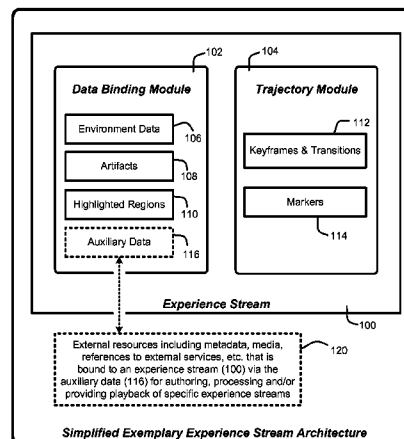 102
104
Data Binding Module
Trajectory Module
Environment Data
106
112
Keyframes & Transitions
Artifacts
108
Highlighted Regions
110
Markers
114
Auxiliary Data
116
Experience Stream
100
External resources including metadata, media,
references to external services, etc. that is
bound to an experience stream (100) via the
auxiliary data (116) for authoring, processing and/or
providing playback of specific experience streams
120
Simplified Exemplary Experience Stream Architecture